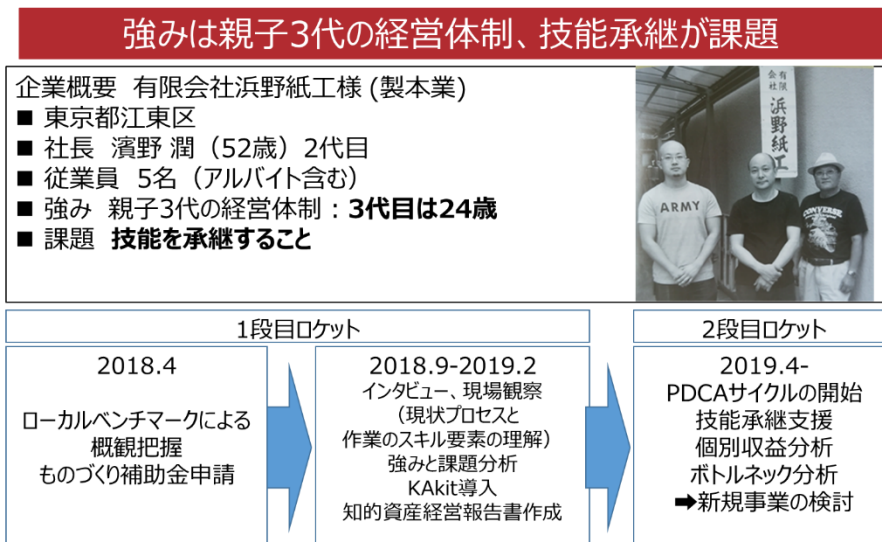 強みは親子3代の経営体制、技能承継が課題
企業概要 有限会社浜野紙工様 (製本業)
■ 東京都江東区
■ 社長 濱野 潤（52歳）2代目
■ 従業員 5名（アルバイト含む）
■ 強み 親子3代の経営体制：3代目は24歳
■ 課題 技能を承継すること
有限会社
浜野紙工
ARMY
CONVERSE
1段目ロケット
2018.4
ローカルベンチマークによる
概観把握
ものづくり補助金申請
2018.9-2019.2
インタビュー、現場観察
（現状プロセスと
作業のスキル要素の理解）
強みと課題分析
KAkit導入
知的資産経営報告書作成
2段目ロケット
2019.4-
PDCAサイクルの開始
技能承継支援
個別収益分析
ボトルネック分析
➡新規事業の検討